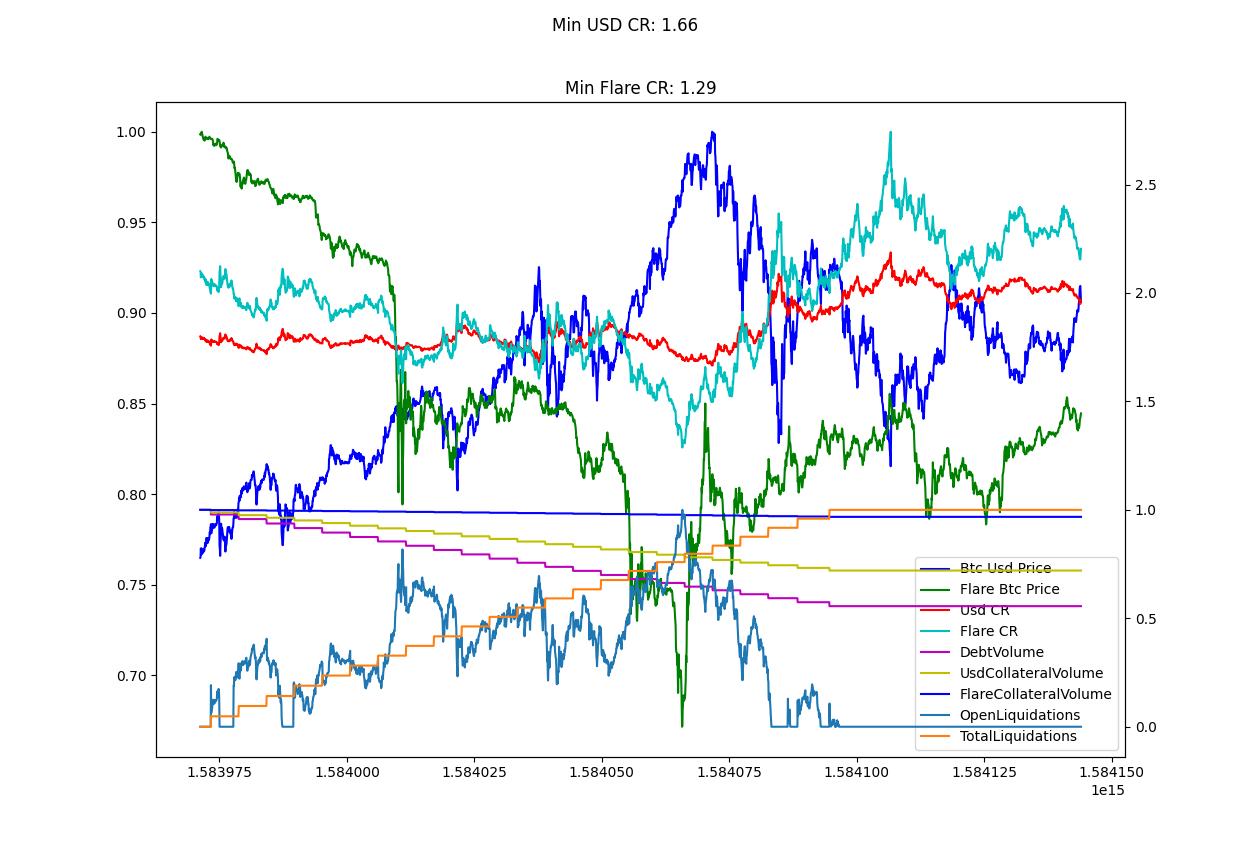 Min USD CR: 1.66
Min Flare CR: 1.29
1.00
0.95
0.90
0.85
0.80
0.75
0.70
2.5
2.0
1.5
1.0
0.5
0.0
Btc Usd Price
Flare Btc Price
Usd CR
Flare CR
DebtVolume
UsdCollateralVolume
FlareCollateralVolume
OpenLiquidations
TotalLiquidations
1.583975 1.584000 1.584025 1.584050 1.584075 1.584100 1.584125 1.584150
1e15